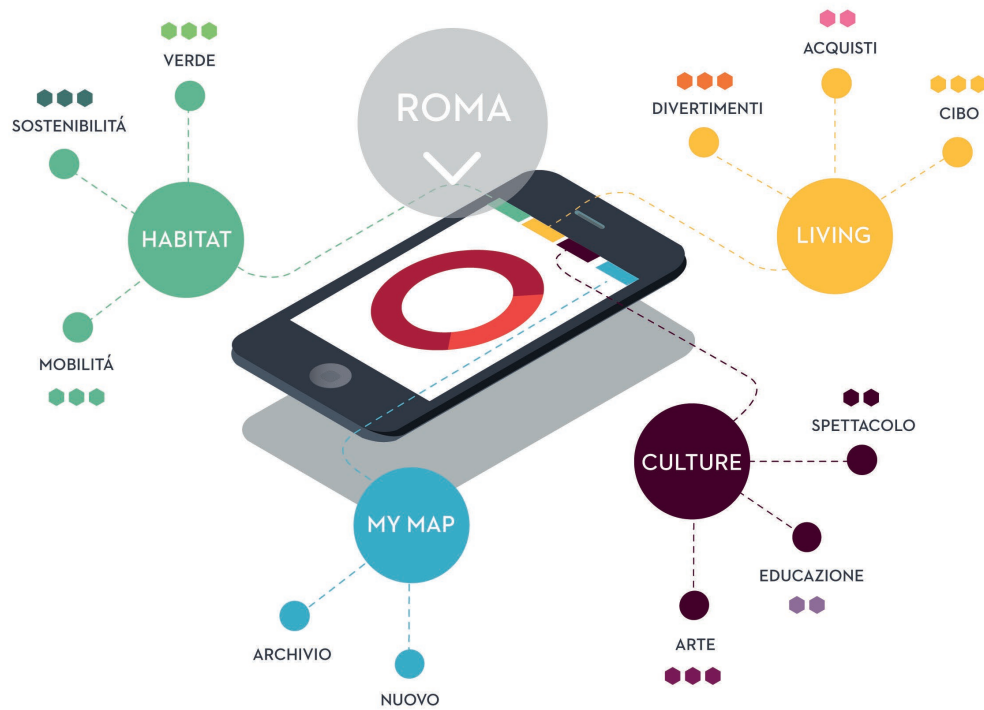 ROMA
VERDE
SOSTENIBILITÁ
HABITAT
MOBILITÁ
ACQUISTI
DIVERTIMENTI
CIBO
LIVING
SPETTACOLO
CULTURE
EDUCAZIONE
ARTE
MY MAP
ARCHIVIO
NUOVO